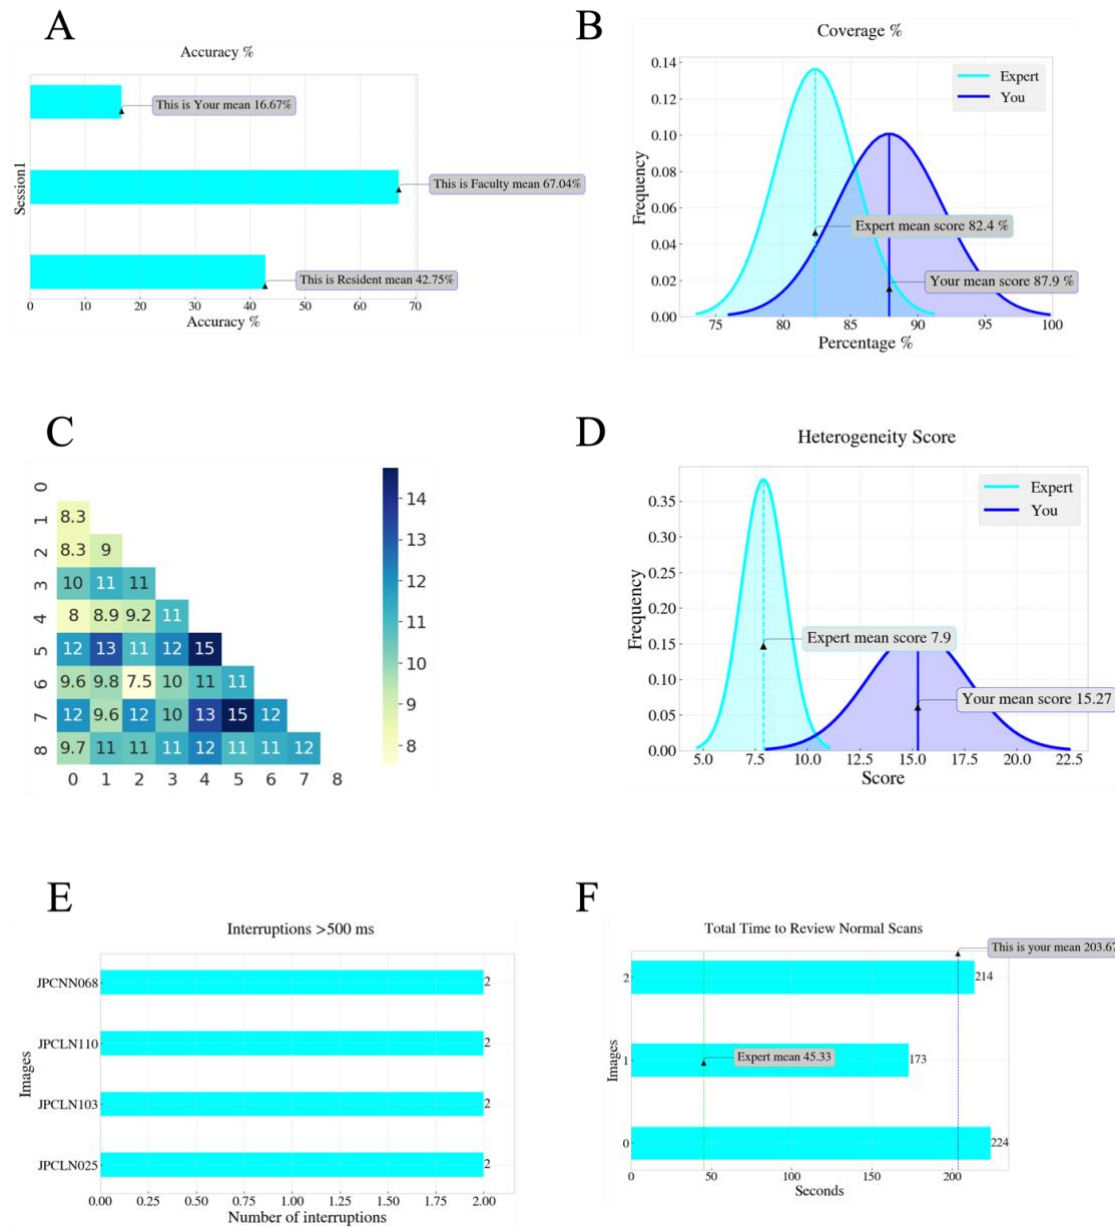 A
Accuracy %
This is Your mean 16.67%
This is Faculty mean 67.04%
This is Resident mean 42.75%
Session1
0 10 20 30 40 50 60 70
Accuracy %
B
Coverage %
Expert
You
0.14
0.12
0.10
0.08
0.06
0.04
0.02
0.00
Frequency
Expert mean score 82.4 %
Your mean score 87.9 %
75 80 85 90 95 100
Percentage %
C
0
1 8.3
2 8.3 9
3 10 11 11
4 8 8.9 9.2 11
5 12 13 11 12 15
6 9.6 9.8 7.5 10 11 11
7 12 9.6 12 10 13 15 12
8 9.7 11 11 11 12 11 11 12
0 1 2 3 4 5 6 7 8
14
13
12
11
10
9
8
D
Heterogeneity Score
Expert
You
0.35
0.30
0.25
0.20
0.15
0.10
0.05
0.00
Frequency
Expert mean score 7.9
Your mean score 15.27
5.0 7.5 10.0 12.5 15.0 17.5 20.0 22.5
Score
E
Interruptions >500 ms
Images
JPCNN068 2
JPCLN110 2
JPCLN103 2
JPCLN025 2
0.00 0.25 0.50 0.75 1.00 1.25 1.50 1.75 2.00
Number of interruptions
F
Total Time to Review Normal Scans
This is your mean 203.67
Images
2 214
1 173
Expert mean 45.33
0 224
0 50 100 150 200
Seconds